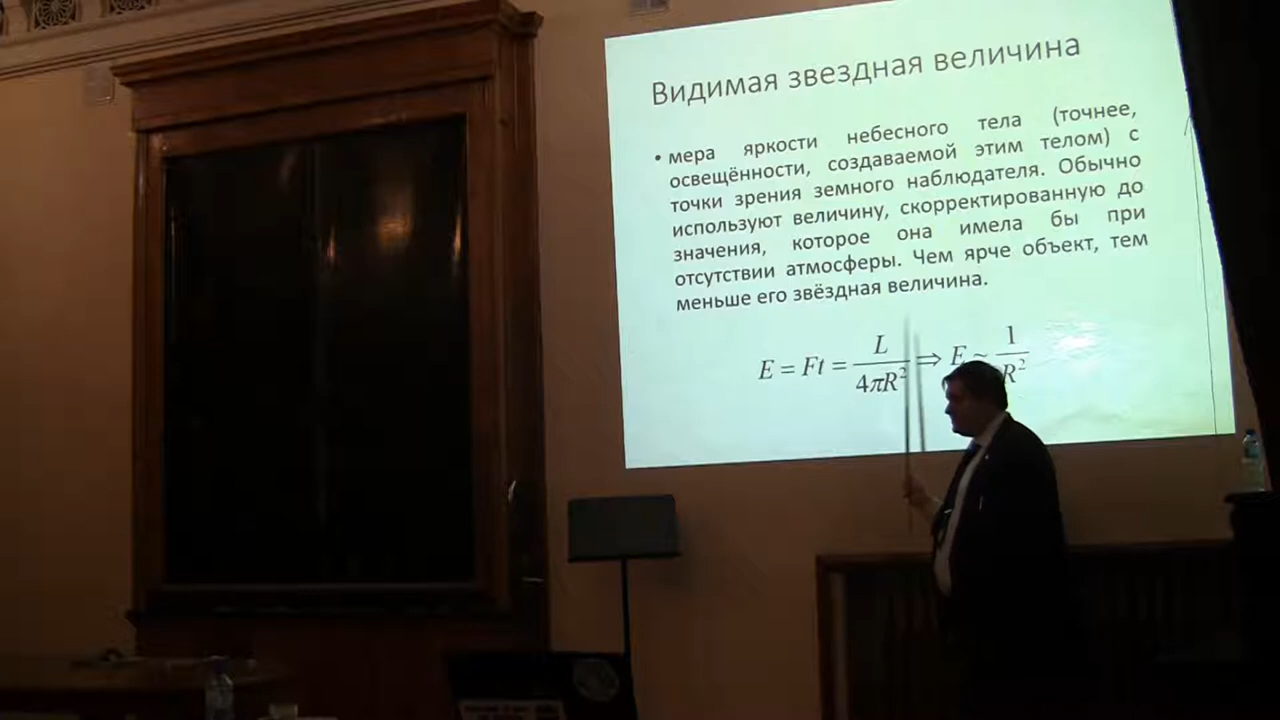 Видимая звездная величина
• мера яркости небесного тела (точнее,
освещённости, создаваемой этим телом) с
точки зрения земного наблюдателя. Обычно
используют величину, скорректированную до
значения, которое она имела бы при
отсутствии атмосферы. Чем ярче объект, тем
меньше его звёздная величина.
E = Ft = L / 4πR² ⇒ E ~ 1 / R²